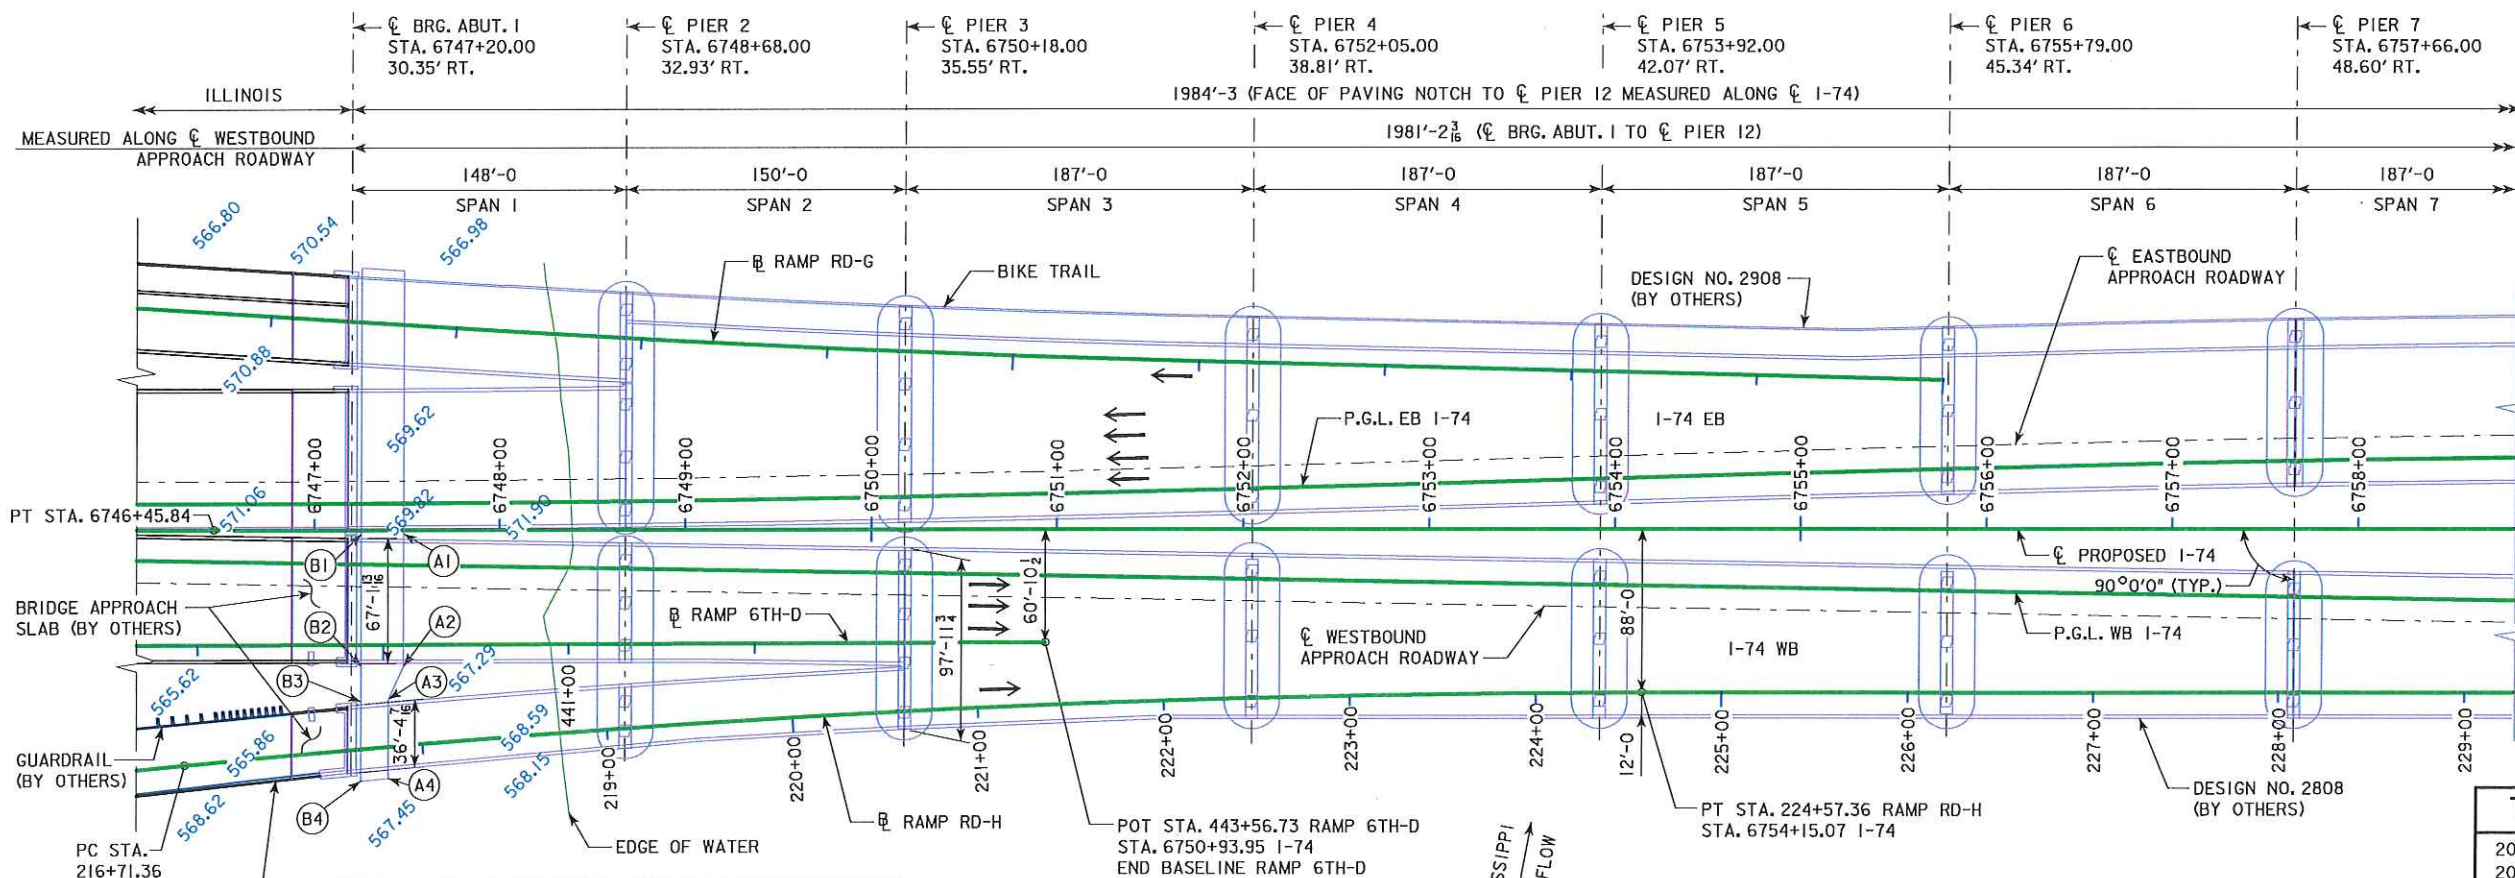 ℄ BRG. ABUT. 1
STA. 6747+20.00
30.35' RT.
℄ PIER 2
STA. 6748+68.00
32.93' RT.
℄ PIER 3
STA. 6750+18.00
35.55' RT.
℄ PIER 4
STA. 6752+05.00
38.81' RT.
℄ PIER 5
STA. 6753+92.00
42.07' RT.
℄ PIER 6
STA. 6755+79.00
45.34' RT.
℄ PIER 7
STA. 6757+66.00
48.60' RT.
ILLINOIS
1984'-3 (FACE OF PAVING NOTCH TO ℄ PIER 12 MEASURED ALONG ℄ I-74)
MEASURED ALONG ℄ WESTBOUND
APPROACH ROADWAY
1981'-2 3/16 (℄ BRG. ABUT. 1 TO ℄ PIER 12)
148'-0
150'-0
187'-0
187'-0
187'-0
187'-0
187'-0
SPAN 1
SPAN 2
SPAN 3
SPAN 4
SPAN 5
SPAN 6
SPAN 7
566.80
570.54
566.98
B RAMP RD-G
BIKE TRAIL
DESIGN NO. 2908
(BY OTHERS)
℄ EASTBOUND
APPROACH ROADWAY
570.88
569.62
P.G.L. EB I-74
I-74 EB
6747+00
6748+00
6749+00
6750+00
6751+00
6752+00
6753+00
6754+00
6755+00
6756+00
6757+00
6758+00
PT STA. 6746+45.84
571.06
569.82
571.90
B1
A1
67'-1 13/16
60'-10 1/2
88'-0
℄ PROPOSED I-74
90°0'0" (TYP.)
BRIDGE APPROACH
SLAB (BY OTHERS)
B2
A2
B RAMP 6TH-D
97'-11 3/4
℄ WESTBOUND
APPROACH ROADWAY
I-74 WB
P.G.L. WB I-74
B3
A3
567.29
565.62
36'-4 7/16
441+00
568.59
565.86
GUARDRAIL
(BY OTHERS)
A4
B4
568.15
568.62
567.45
219+00
220+00
221+00
222+00
223+00
224+00
225+00
226+00
227+00
228+00
229+00
12'-0
DESIGN NO. 2808
(BY OTHERS)
PC STA.
216+71.36
EDGE OF WATER
B RAMP RD-H
POT STA. 443+56.73 RAMP 6TH-D
STA. 6750+93.95 I-74
END BASELINE RAMP 6TH-D
PT STA. 224+57.36 RAMP RD-H
STA. 6754+15.07 I-74
SSIPPI
FLOW
20
20